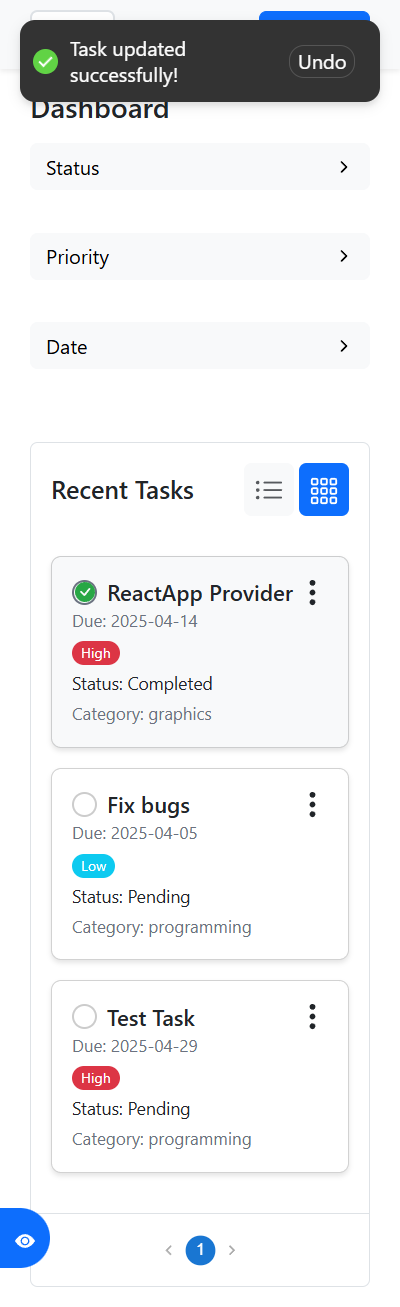 Task updated
successfully!
Undo
Dashboard
Status
Priority
Date
Recent Tasks
ReactApp Provider
Due: 2025-04-14
High
Status: Completed
Category: graphics
Fix bugs
Due: 2025-04-05
Low
Status: Pending
Category: programming
Test Task
Due: 2025-04-29
High
Status: Pending
Category: programming
1